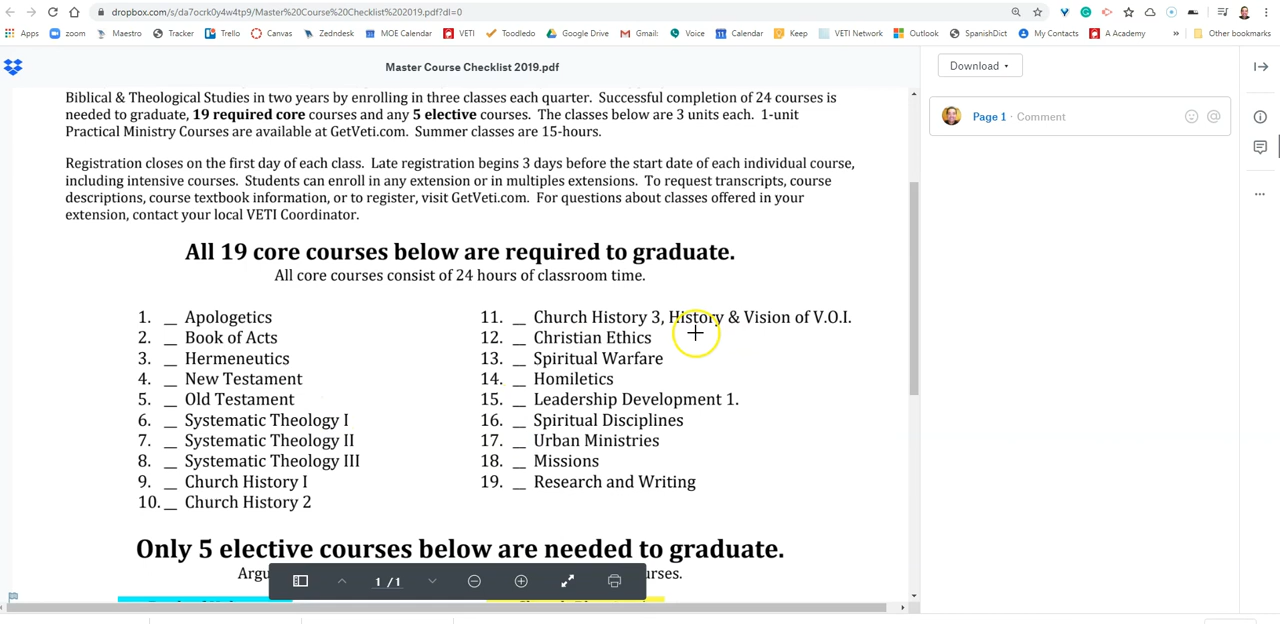 dropbox.com/s/da7ocrk0y4w4tp9/Master%20Course%20Checklist%202019.pdf?dl=0
Apps zoom Maestro Tracker Trello Canvas Zedndesk MOE Calendar VETI Toodledo Google Drive Gmail: Voice Calendar Keep VETI Network Outlook SpanishDict My Contacts A Academy » Other bookmarks
Master Course Checklist 2019.pdf
Download
Biblical & Theological Studies in two years by enrolling in three classes each quarter. Successful completion of 24 courses is
needed to graduate, 19 required core courses and any 5 elective courses. The classes below are 3 units each. 1-unit
Practical Ministry Courses are available at GetVeti.com. Summer classes are 15-hours.
Page 1 · Comment
Registration closes on the first day of each class. Late registration begins 3 days before the start date of each individual course,
including intensive courses. Students can enroll in any extension or in multiples extensions. To request transcripts, course
descriptions, course textbook information, or to register, visit GetVeti.com. For questions about classes offered in your
extension, contact your local VETI Coordinator.
All 19 core courses below are required to graduate.
All core courses consist of 24 hours of classroom time.
1. __ Apologetics
2. __ Book of Acts
3. __ Hermeneutics
4. __ New Testament
5. __ Old Testament
6. __ Systematic Theology I
7. __ Systematic Theology II
8. __ Systematic Theology III
9. __ Church History I
10. __ Church History 2
11. __ Church History 3, History & Vision of V.O.I.
12. __ Christian Ethics
13. __ Spiritual Warfare
14. __ Homiletics
15. __ Leadership Development 1.
16. __ Spiritual Disciplines
17. __ Urban Ministries
18. __ Missions
19. __ Research and Writing
Only 5 elective courses below are needed to graduate.
1 / 1